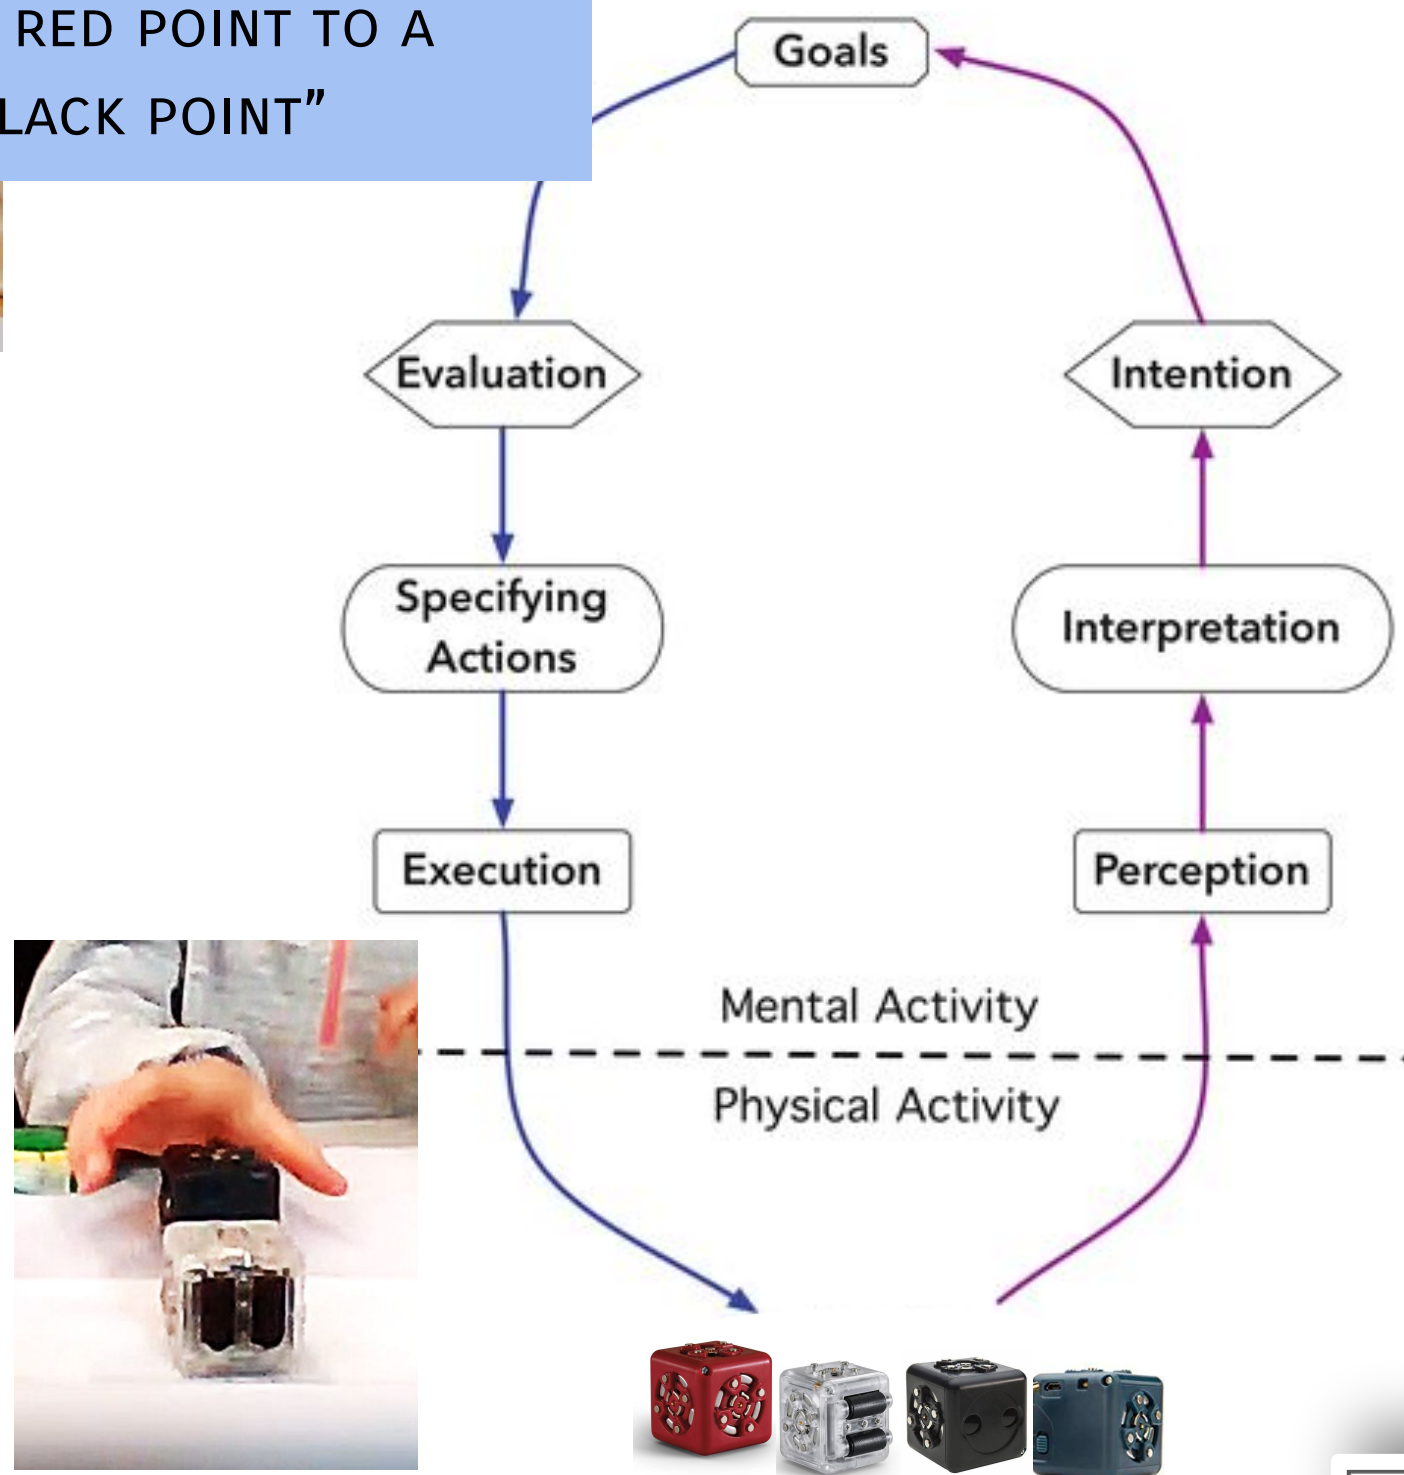 RED POINT TO A
LACK POINT”
Goals
Evaluation
Intention
Specifying
Actions
Interpretation
Execution
Perception
Mental Activity
Physical Activity